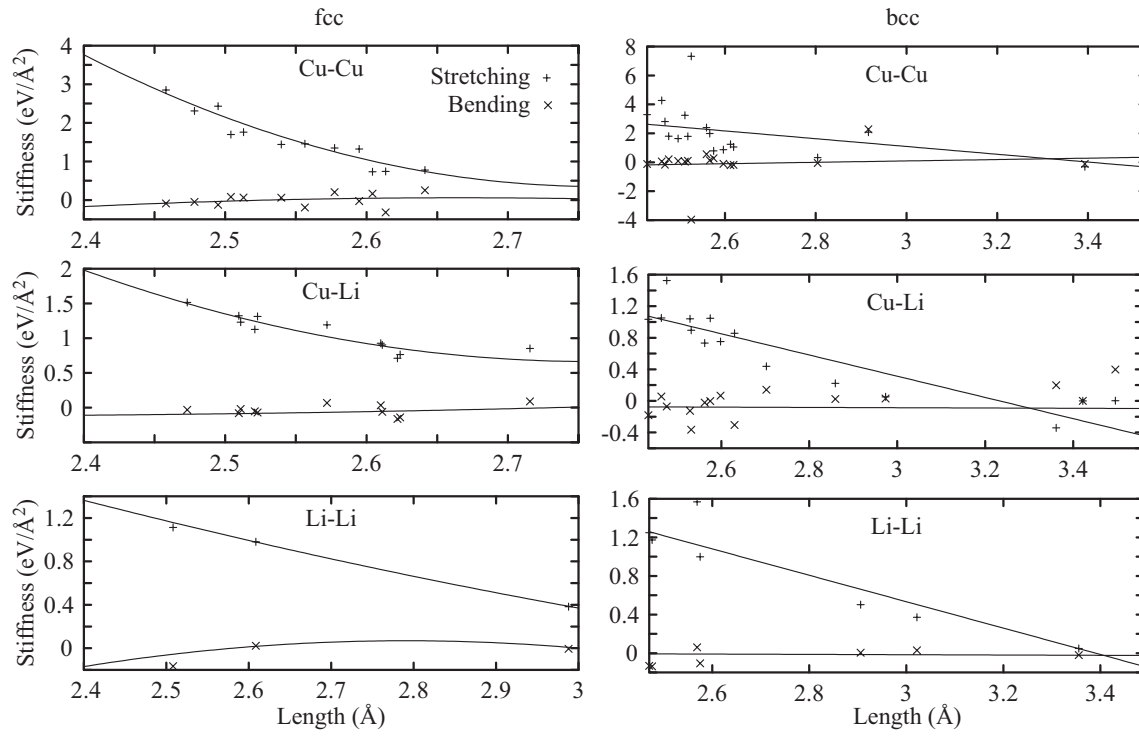 fcc
bcc
4
3
2
1
0
Stiffness (eV/Å²)
Cu-Cu
Stretching +
Bending ×
2.4 2.5 2.6 2.7
8
6
4
2
0
-2
-4
Cu-Cu
2.6 2.8 3 3.2 3.4
2
1.5
1
0.5
0
Stiffness (eV/Å²)
Cu-Li
2.4 2.5 2.6 2.7
1.6
1.2
0.8
0.4
0
-0.4
Cu-Li
2.6 2.8 3 3.2 3.4
1.2
0.8
0.4
0
Stiffness (eV/Å²)
Li-Li
2.4 2.5 2.6 2.7 2.8 2.9 3
Length (Å)
1.6
1.2
0.8
0.4
0
Li-Li
2.6 2.8 3 3.2 3.4
Length (Å)